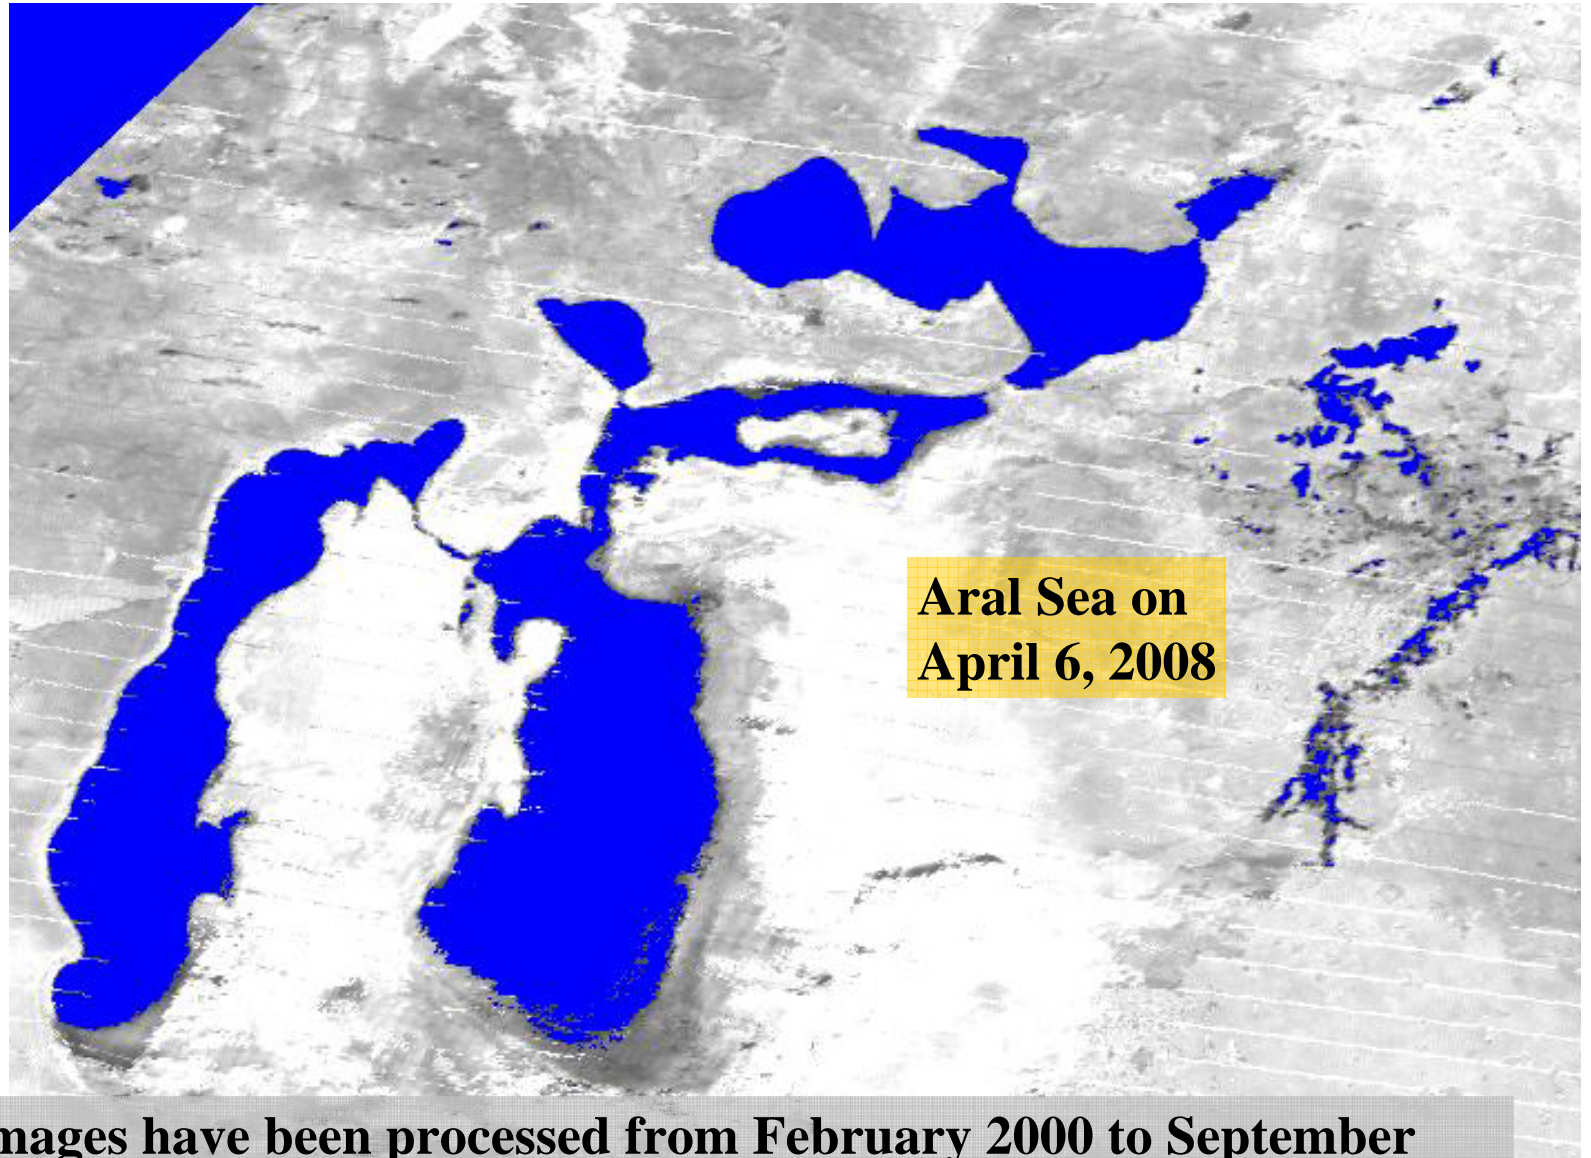 Aral Sea on
April 6, 2008
mages have been processed from February 2000 to September